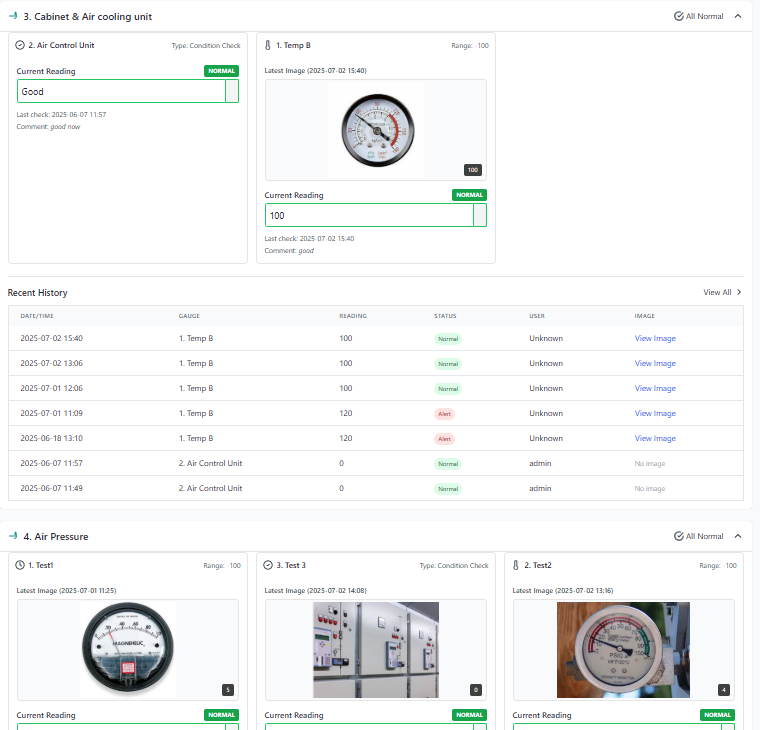 3. Cabinet & Air cooling unit
All Normal
2. Air Control Unit
Type: Condition Check
Current Reading
NORMAL
Good
Last check: 2025-06-07 11:57
Comment: good now
1. Temp B
Range: -100
Latest Image (2025-07-02 15:40)
100
Current Reading
NORMAL
100
Last check: 2025-07-02 15:40
Comment: good
Recent History
View All
DATE/TIME GAUGE READING STATUS USER IMAGE
2025-07-02 15:40 1. Temp B 100 Normal Unknown View Image
2025-07-02 13:06 1. Temp B 100 Normal Unknown View Image
2025-07-01 12:06 1. Temp B 100 Normal Unknown View Image
2025-07-01 11:09 1. Temp B 120 Alert Unknown View Image
2025-06-18 13:10 1. Temp B 120 Alert Unknown View Image
2025-06-07 11:57 2. Air Control Unit 0 Normal admin No image
2025-06-07 11:49 2. Air Control Unit 0 Normal admin No image
4. Air Pressure
All Normal
1. Test1
Range: -100
Latest Image (2025-07-01 11:25)
MAGNEHELIC
5
Current Reading
NORMAL
3. Test 3
Type: Condition Check
Latest Image (2025-07-02 14:08)
0
Current Reading
NORMAL
2. Test2
Range: -100
Latest Image (2025-07-02 13:16)
PSI
4
Current Reading
NORMAL